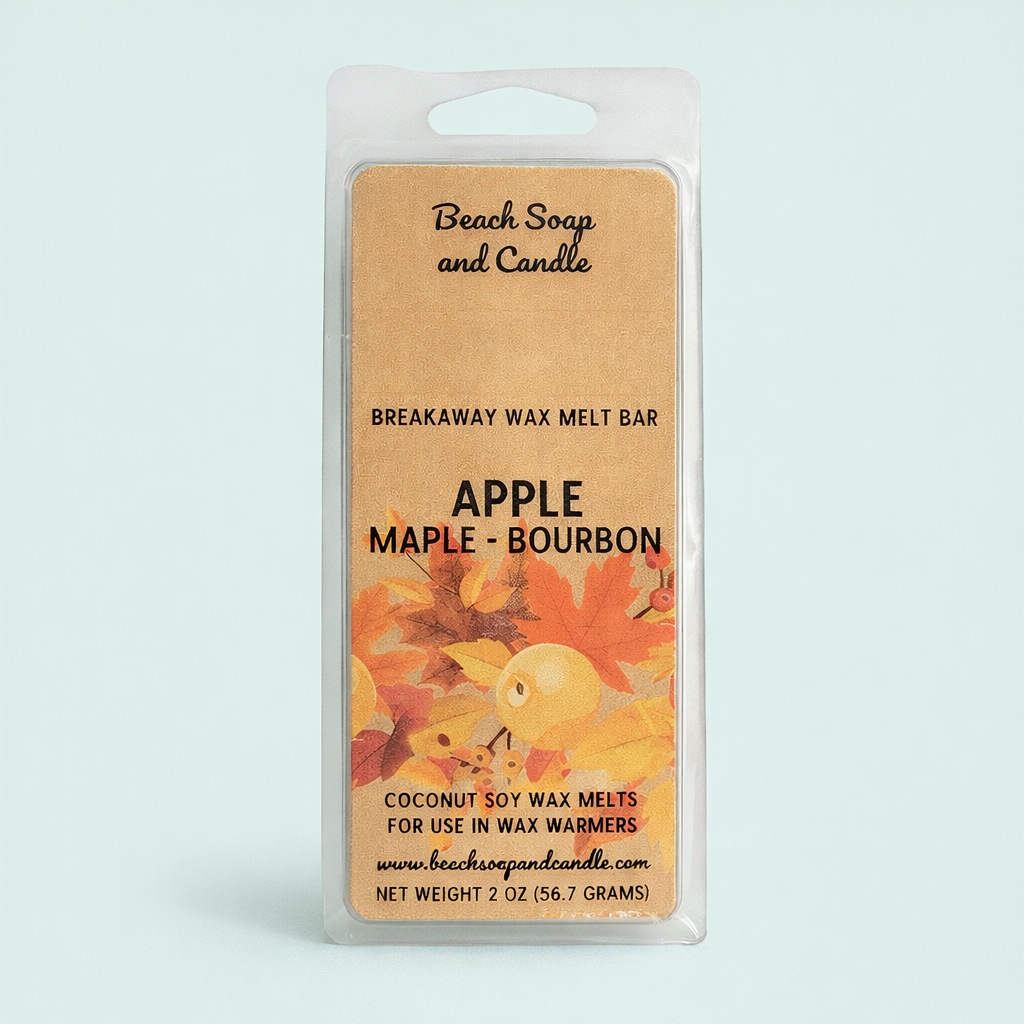 Beach Soap
and Candle
BREAKAWAY WAX MELT BAR
APPLE
MAPLE - BOURBON
COCONUT SOY WAX MELTS
FOR USE IN WAX WARMERS
www.becchsoapandcandle.com
NET WEIGHT 2 OZ (56.7 GRAMS)